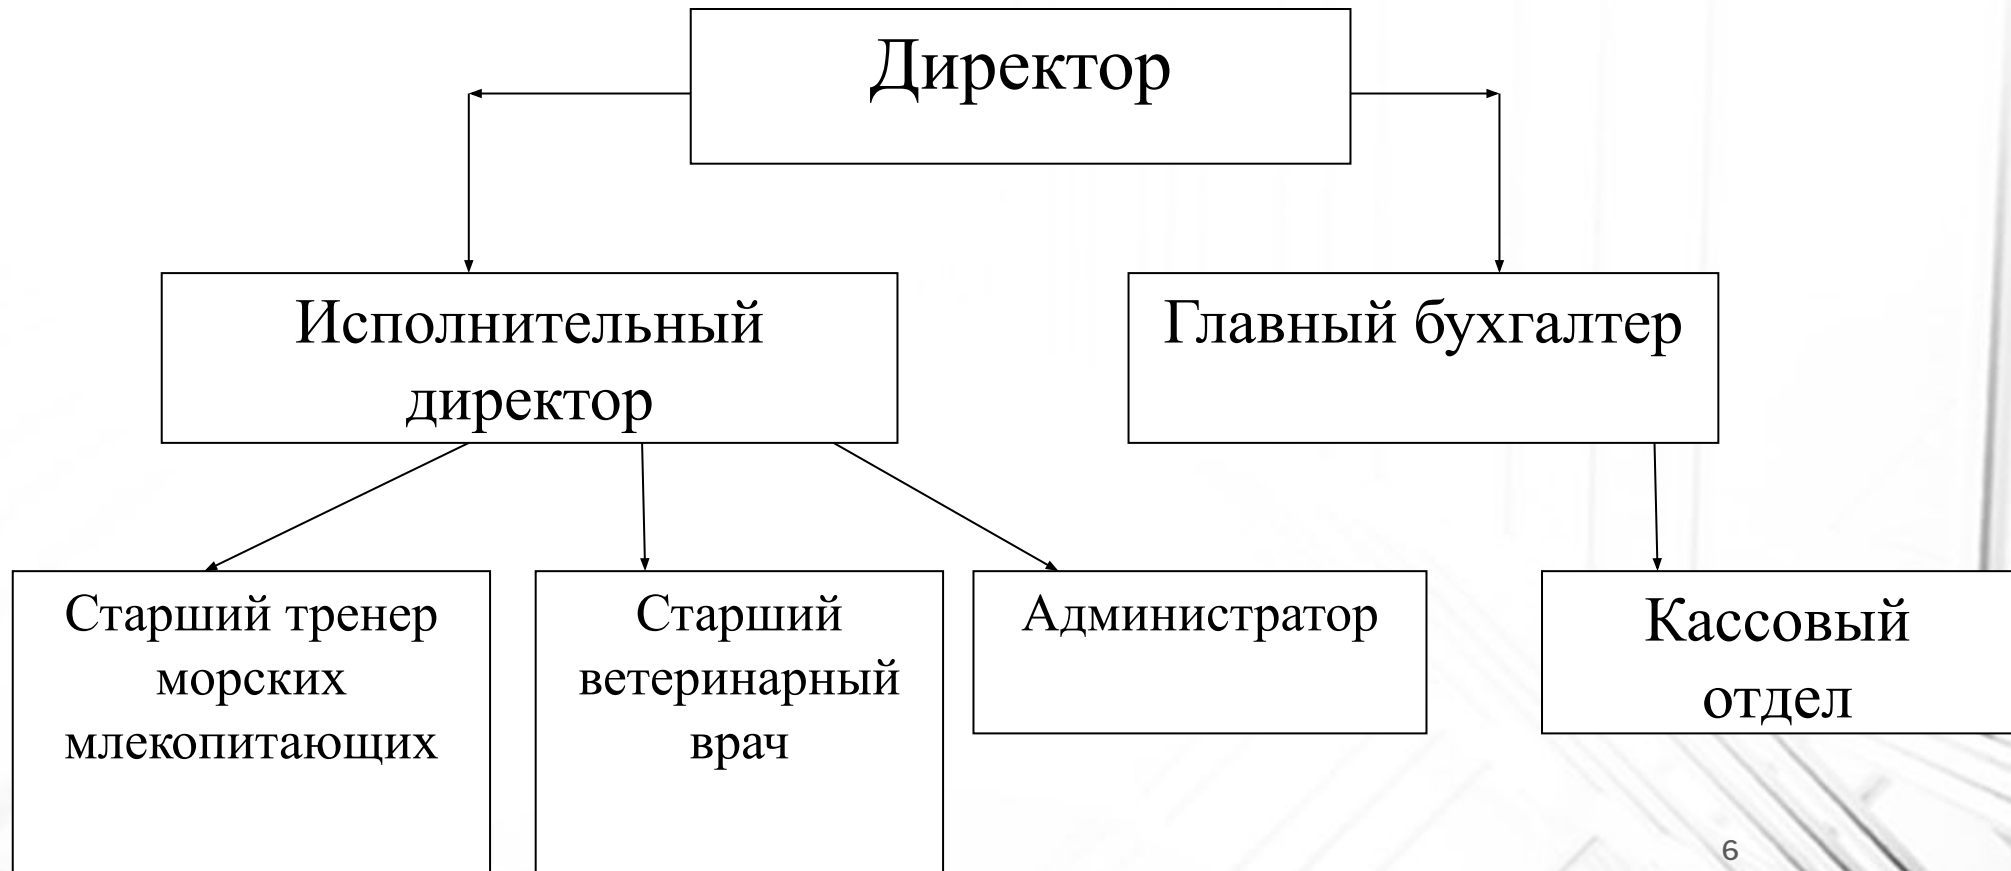 Директор
Исполнительный
директор
Главный бухгалтер
Старший тренер
морских
млекопитающих
Старший
ветеринарный
врач
Администратор
Кассовый
отдел
6